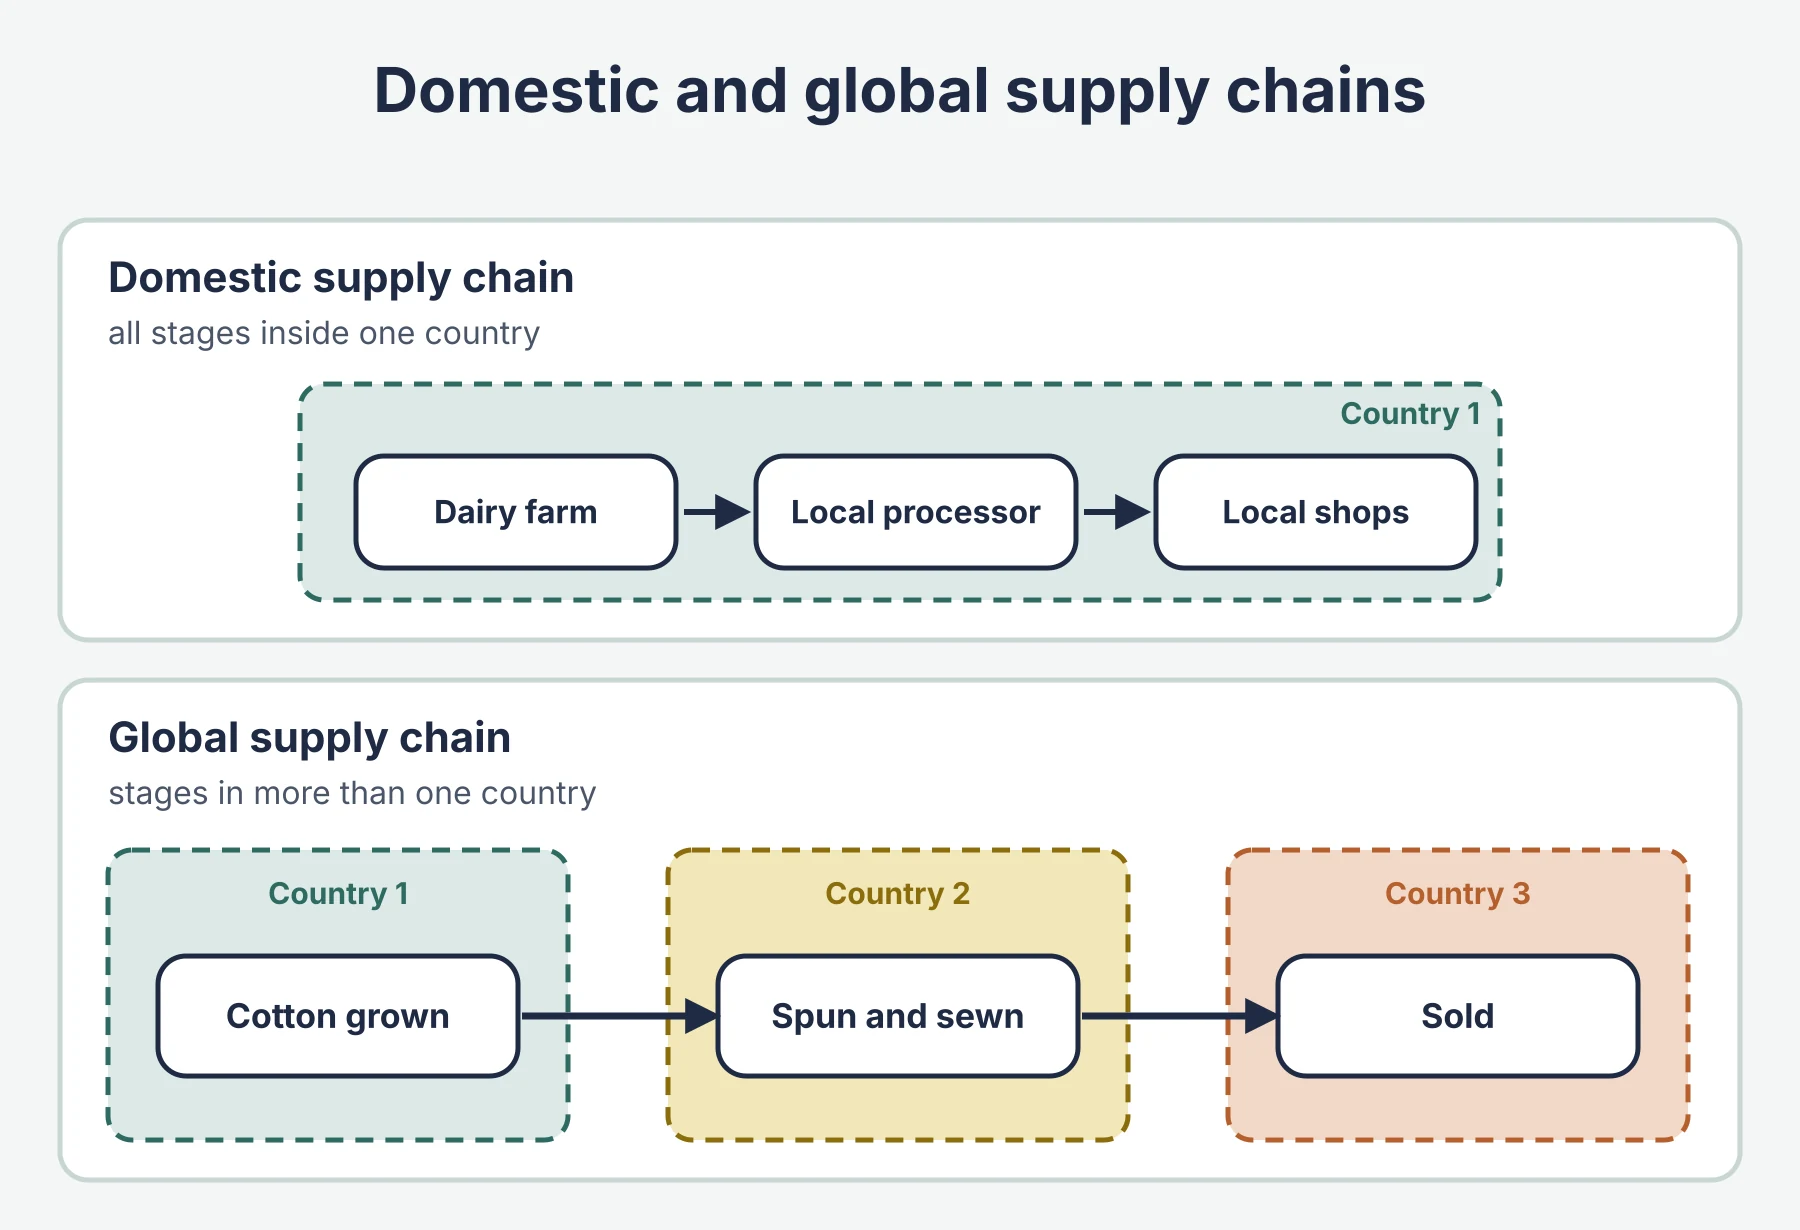 Domestic and global supply chains
Domestic supply chain
all stages inside one country
Country 1
Dairy farm
Local processor
Local shops
Global supply chain
stages in more than one country
Country 1
Country 2
Country 3
Cotton grown
Spun and sewn
Sold